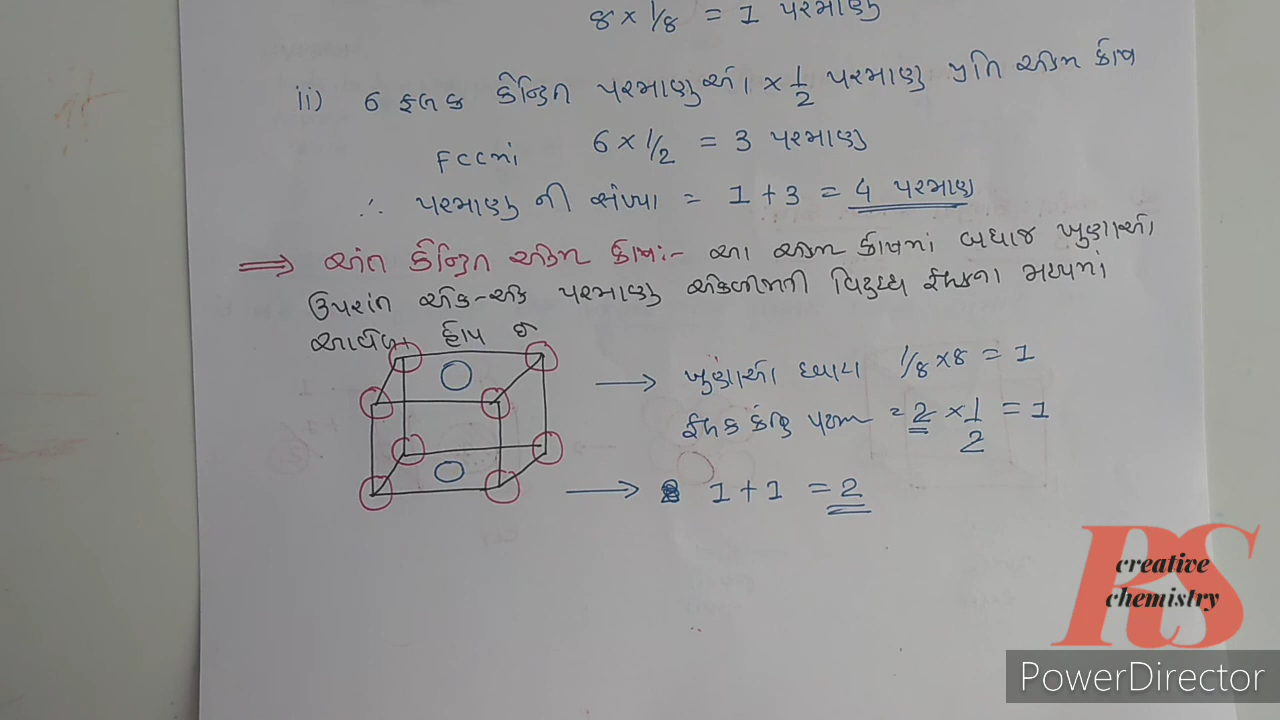 8 × 1/8 = 1 પરમાણુ
ii) 6 ફલક કેન્દ્રિત પરમાણુઓ × 1/2 પરમાણુ પ્રતિ એકમ કોષ
6 × 1/2 = 3 પરમાણુ
FCCમાં
∴ પરમાણુ ની સંખ્યા = 1 + 3 = 4 પરમાણુ
⇒ અંત કેન્દ્રિત એકમ કોષ:- આ એકમ કોષમાં બધાજ ખુણાઓ
ઉપરાંત એક-એક પરમાણુ એકબીજાની વિરુધ્ધ ફલકના મધ્યમાં
આવેલા હોય છે
→ ખુણાઓ 1/8 × 8 = 1
ફલક = 2 × 1/2 = 1
→ 1 + 1 = 2
RS
creative
chemistry
PowerDirector